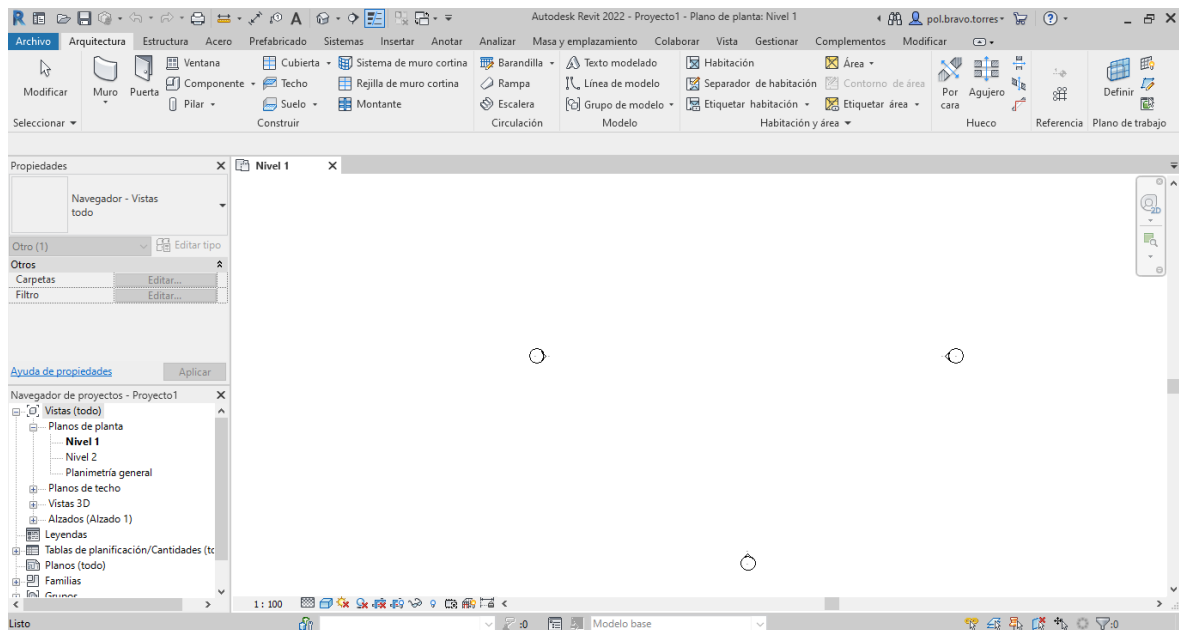 Autodesk Revit 2022 - Proyecto1 - Plano de planta: Nivel 1
pol.bravo.torres
Archivo Arquitectura Estructura Acero Prefabricado Sistemas Insertar Anotar Analizar Masa y emplazamiento Colaborar Vista Gestionar Complementos Modificar
Modificar
Muro
Puerta
Ventana
Componente
Pilar
Cubierta
Techo
Suelo
Sistema de muro cortina
Rejilla de muro cortina
Montante
Barandilla
Rampa
Escalera
Texto modelado
Línea de modelo
Grupo de modelo
Habitación
Separador de habitación
Etiquetar habitación
Área
Contorno de área
Etiquetar área
Por cara
Agujero
Definir
Seleccionar Construir Circulación Modelo Habitación y área Hueco Referencia Plano de trabajo
Propiedades
Navegador - Vistas
todo
Otro (1) Editar tipo
Otros
Carpetas Editar...
Filtro Editar...
Ayuda de propiedades Aplicar
Navegador de proyectos - Proyecto1
Vistas (todo)
Planos de planta
Nivel 1
Nivel 2
Planimetría general
Planos de techo
Vistas 3D
Alzados (Alzado 1)
Leyendas
Tablas de planificación/Cantidades (to
Planos (todo)
Familias
Grupos
Nivel 1
2D
1 : 100
Listo
:0
Modelo base
:0